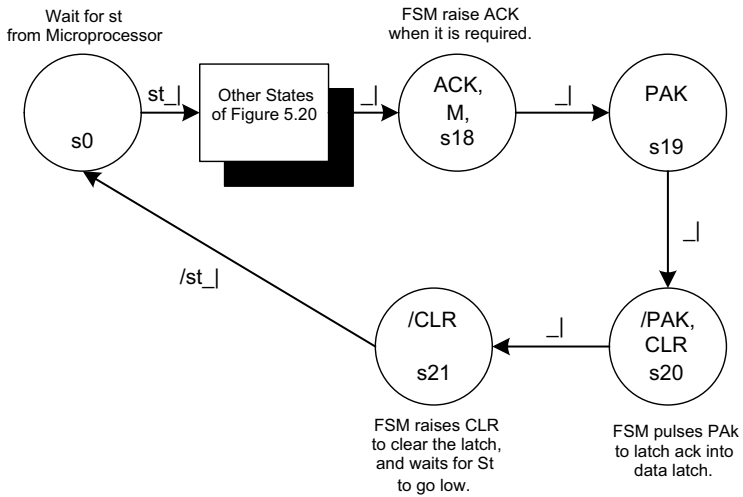 Wait for st
from Microprocessor
FSM raise ACK
when it is required.
s0
st_|
Other States
of Figure 5.20
_|
ACK,
M,
s18
_|
PAK
s19
_|
/PAK,
CLR
s20
_|
/CLR
s21
/st_|
FSM raises CLR
to clear the latch,
and waits for St
to go low.
FSM pulses PAk
to latch ack into
data latch.